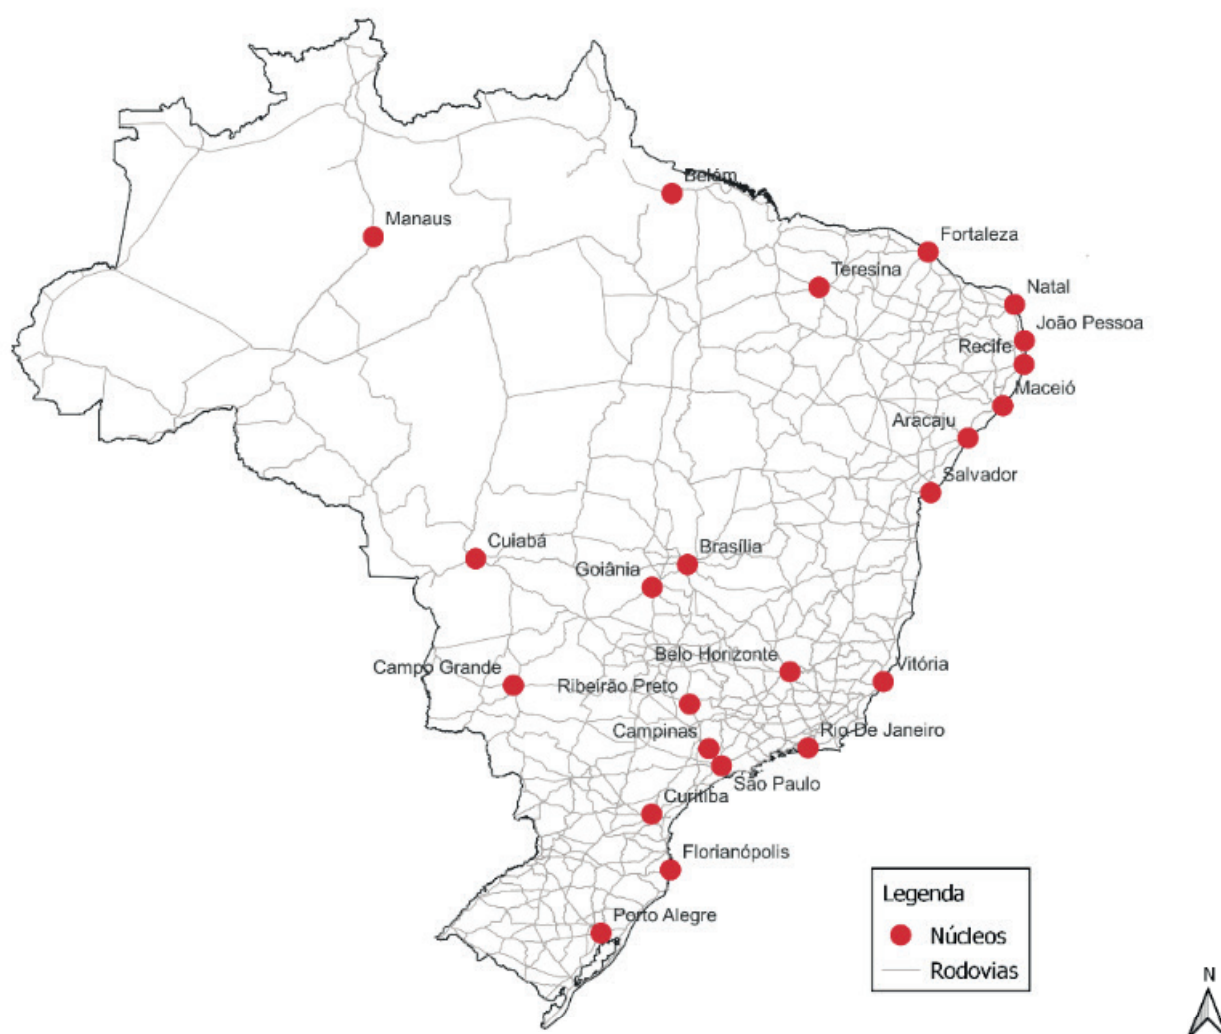 Belém
Manaus
Fortaleza
Teresina
Natal
João Pessoa
Recife
Maceió
Aracaju
Salvador
Cuiabá
Brasília
Goiânia
Belo Horizonte
Vitória
Campo Grande
Ribeirão Preto
Campinas
Rio De Janeiro
São Paulo
Curitiba
Florianópolis
Porto Alegre
Legenda
Núcleos
Rodovias
N